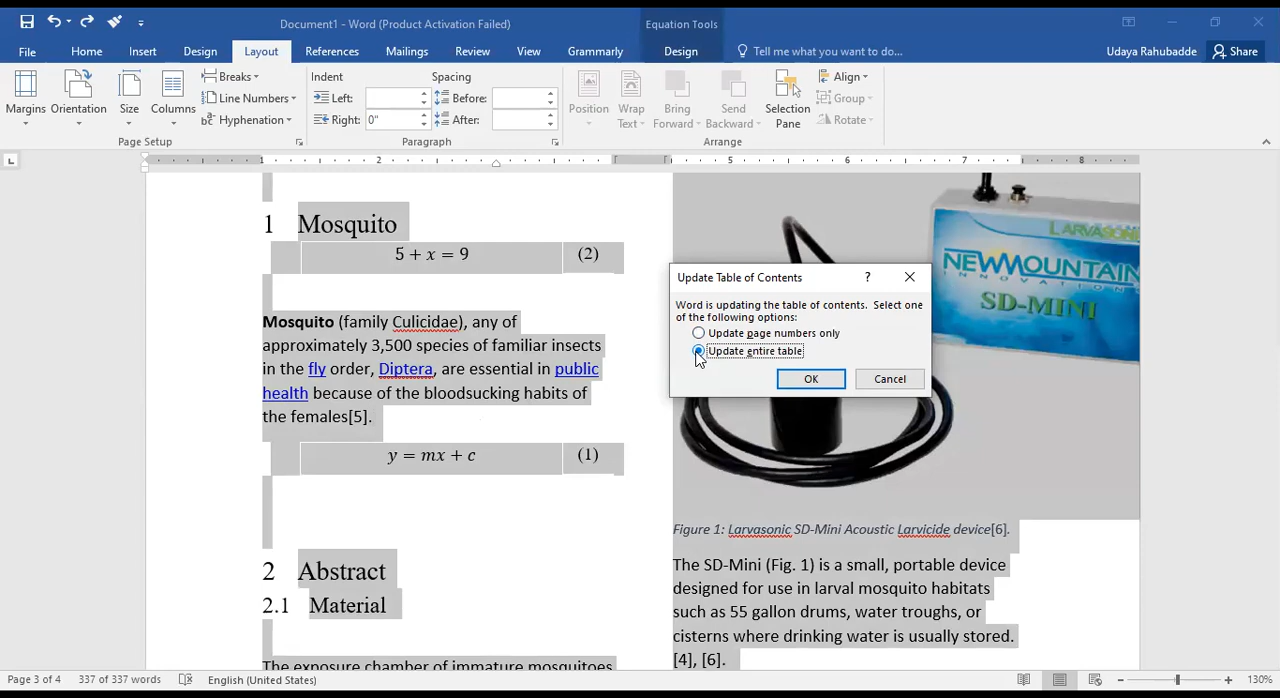 Document1 - Word (Product Activation Failed)
Equation Tools
File
Home
Insert
Design
Layout
References
Mailings
Review
View
Grammarly
Design
Tell me what you want to do...
Udaya Rahubadde
Share
Margins
Orientation
Size
Columns
Breaks
Line Numbers
Hyphenation
Page Setup
Indent
Left:
Right: 0"
Spacing
Before:
After:
Paragraph
Position
Wrap Text
Bring Forward
Send Backward
Selection Pane
Align
Group
Rotate
Arrange
1 2 5 6 7 8
1 Mosquito
5 + x = 9 (2)
Mosquito (family Culicidae), any of
approximately 3,500 species of familiar insects
in the fly order, Diptera, are essential in public
health because of the bloodsucking habits of
the females[5].
y = mx + c (1)
2 Abstract
2.1 Material
The exposure chamber of immature mosquitoes
LARVASONIC
NEW MOUNTAIN
INNOVATIONS
SD-MINI
Update Table of Contents
?
Word is updating the table of contents. Select one
of the following options:
Update page numbers only
Update entire table
OK
Cancel
Figure 1: Larvasonic SD-Mini Acoustic Larvicide device[6].
The SD-Mini (Fig. 1) is a small, portable device
designed for use in larval mosquito habitats
such as 55 gallon drums, water troughs, or
cisterns where drinking water is usually stored.
[4], [6].
Page 3 of 4
337 of 337 words
English (United States)
130%